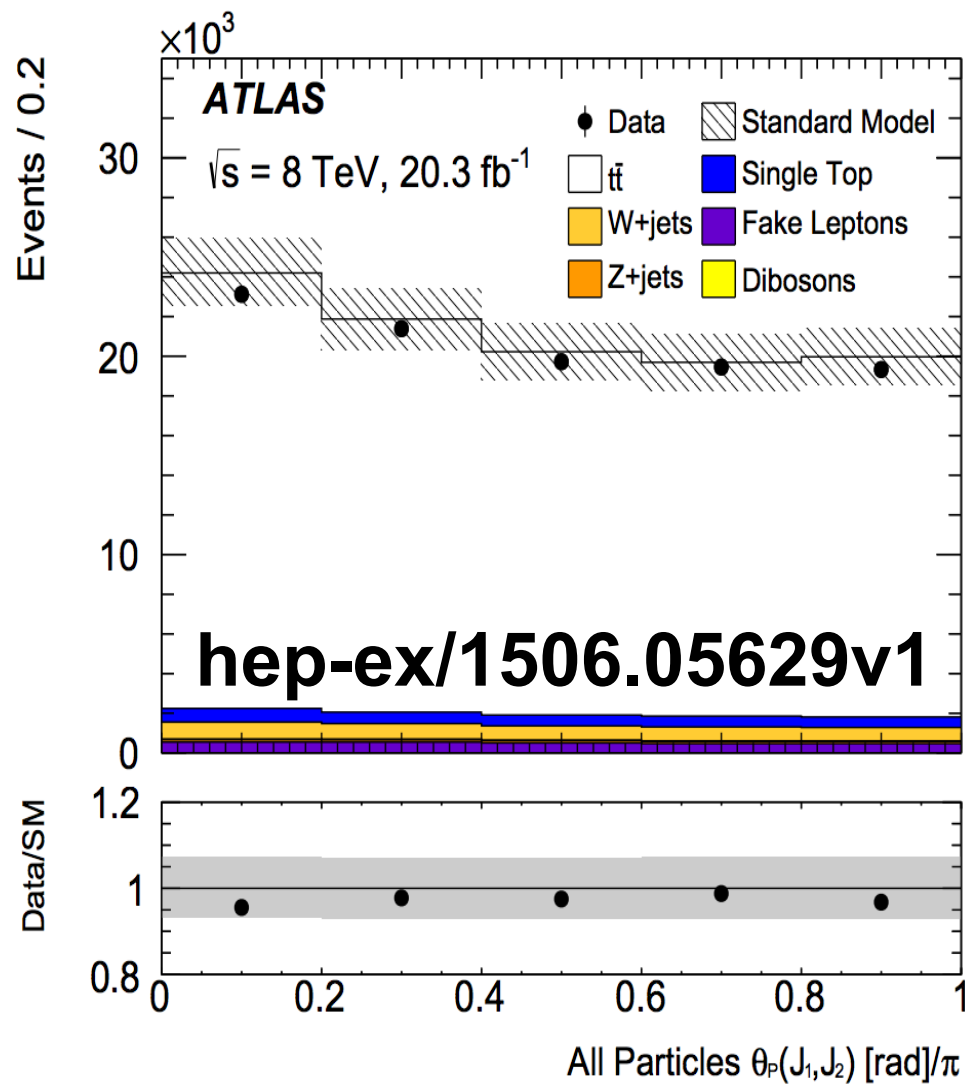 ×10³
Events / 0.2
ATLAS
√s = 8 TeV, 20.3 fb⁻¹
Data
Standard Model
tt̄
Single Top
W+jets
Fake Leptons
Z+jets
Dibosons
30
20
10
0
hep-ex/1506.05629v1
Data/SM
1.2
1
0.8
0 0.2 0.4 0.6 0.8 1
All Particles θₚ(J₁,J₂) [rad]/π